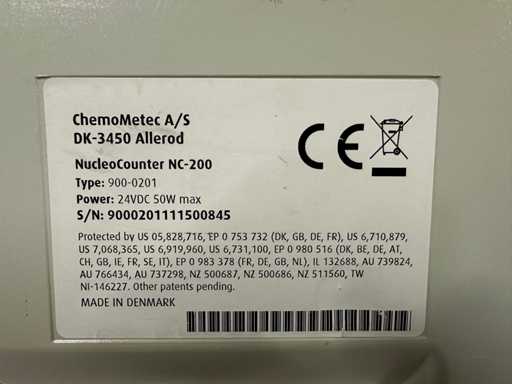 ChemoMetec A/S
DK-3450 Allerod
NucleoCounter NC-200
Type: 900-0201
Power: 24VDC 50W max
S/N: 9000201111500845
Protected by US 05,828,716, EP 0 753 732 (DK, GB, DE, FR), US 6,710,879,
US 7,068,365, US 6,919,960, US 6,731,100, EP 0 980 516 (DK, BE, DE, AT,
CH, GB, IE, FR, SE, IT), EP 0 983 378 (FR, DE, GB, NL), IL 132688, AU 739824,
AU 766434, AU 737298, NZ 500687, NZ 500686, NZ 511560, TW
NI-146227. Other patents pending.
MADE IN DENMARK
CE